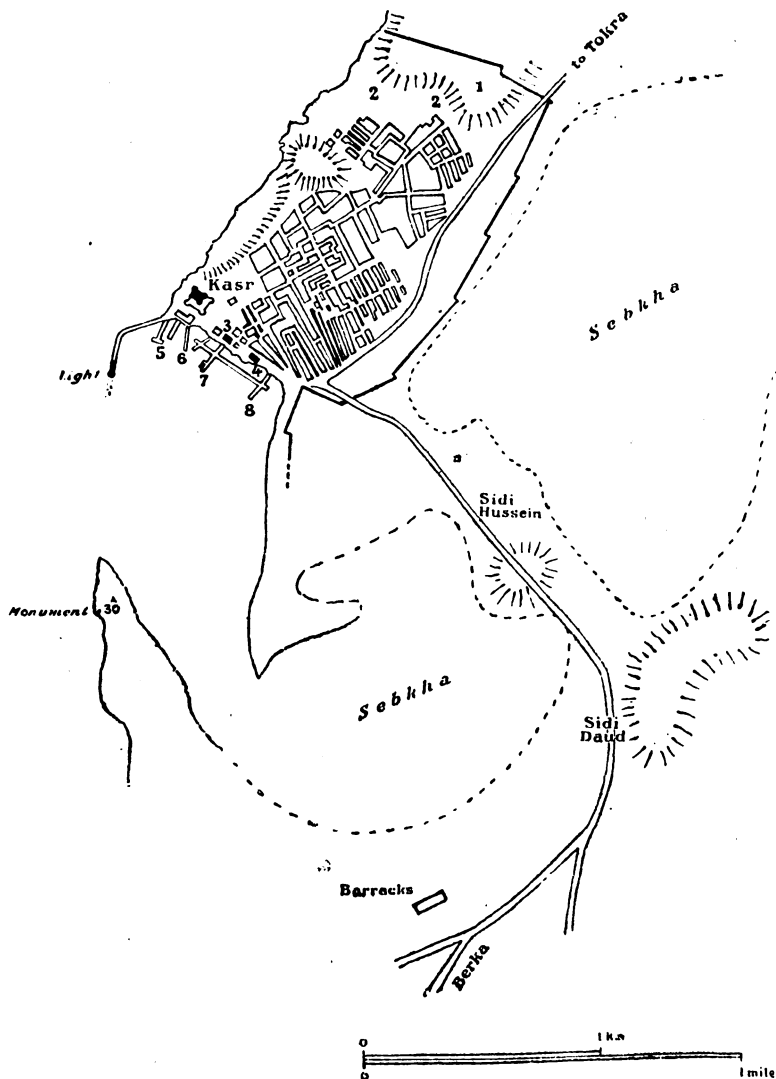 to Tokra
1
2
2
Kasr
Sebkha
3
4
5
6
7
8
Light
Sidi
Hussein
Monument
30
Sebkha
Sidi
Daud
Barracks
Berka
0
1 km
0
1 mile